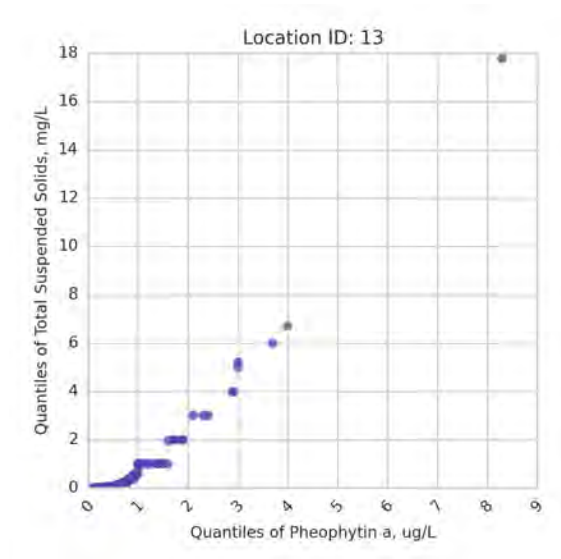 Location ID: 13
Quantiles of Total Suspended Solids, mg/L
18
16
14
12
10
8
6
4
2
0
0 1 2 3 4 5 6 7 8 9
Quantiles of Pheophytin a, ug/L